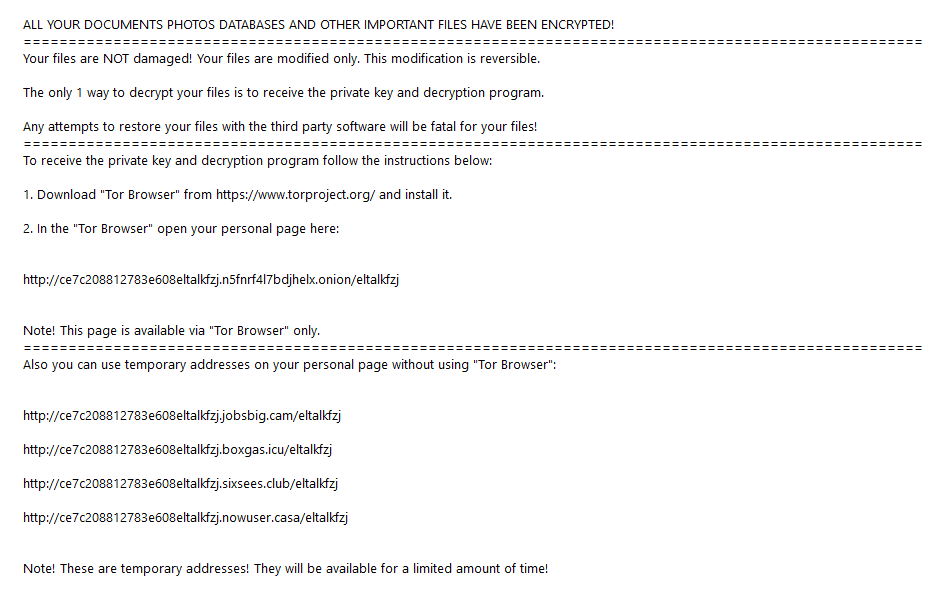 ALL YOUR DOCUMENTS PHOTOS DATABASES AND OTHER IMPORTANT FILES HAVE BEEN ENCRYPTED!
====================================================================================================
Your files are NOT damaged! Your files are modified only. This modification is reversible.
The only 1 way to decrypt your files is to receive the private key and decryption program.
Any attempts to restore your files with the third party software will be fatal for your files!
====================================================================================================
To receive the private key and decryption program follow the instructions below:
1. Download "Tor Browser" from https://www.torproject.org/ and install it.
2. In the "Tor Browser" open your personal page here:
http://ce7c208812783e608eltalkfzj.n5fnrf4l7bdjhelx.onion/eltalkfzj
Note! This page is available via "Tor Browser" only.
====================================================================================================
Also you can use temporary addresses on your personal page without using "Tor Browser":
http://ce7c208812783e608eltalkfzj.jobsbig.cam/eltalkfzj
http://ce7c208812783e608eltalkfzj.boxgas.icu/eltalkfzj
http://ce7c208812783e608eltalkfzj.sixsees.club/eltalkfzj
http://ce7c208812783e608eltalkfzj.nowuser.casa/eltalkfzj
Note! These are temporary addresses! They will be available for a limited amount of time!